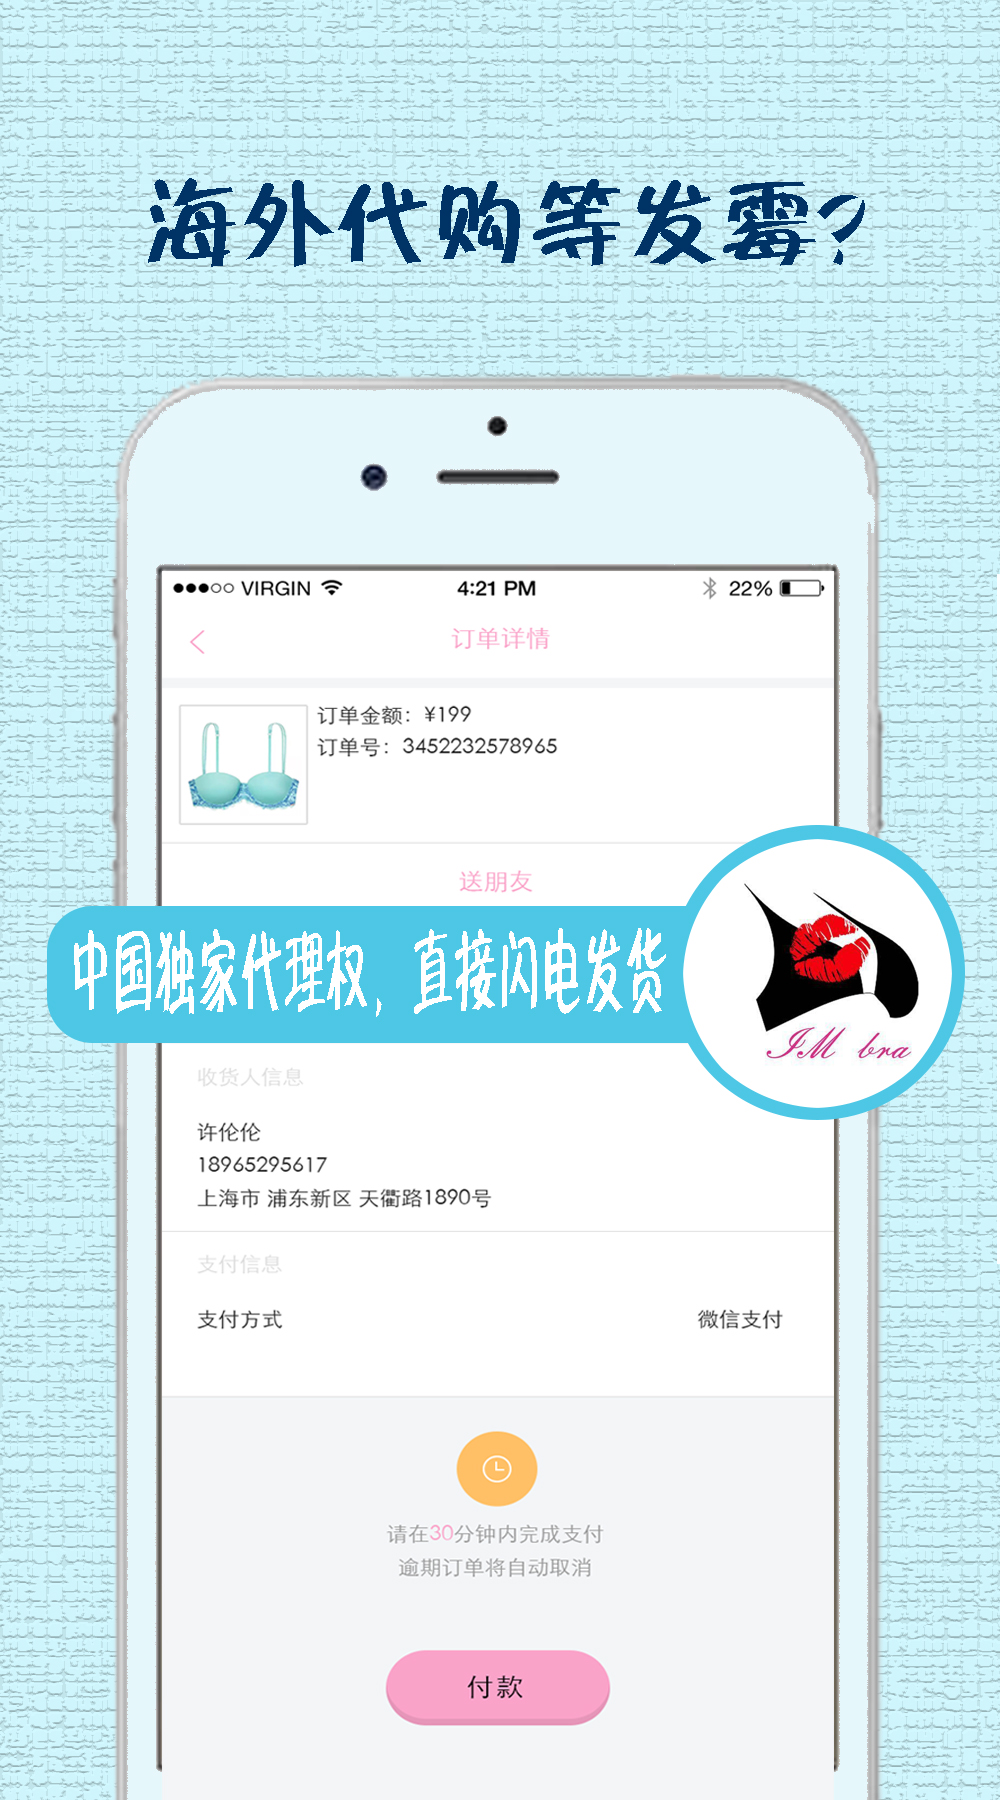 海外代购等发霉?
VIRGIN 4:21 PM 22%
订单详情
订单金额：¥199
订单号：3452232578965
送朋友
中国独家代理权，直接闪电发货
IM bra
收货人信息
许伦伦
18965295617
上海市 浦东新区 天衢路1890号
支付信息
支付方式 微信支付
请在30分钟内完成支付
逾期订单将自动取消
付款